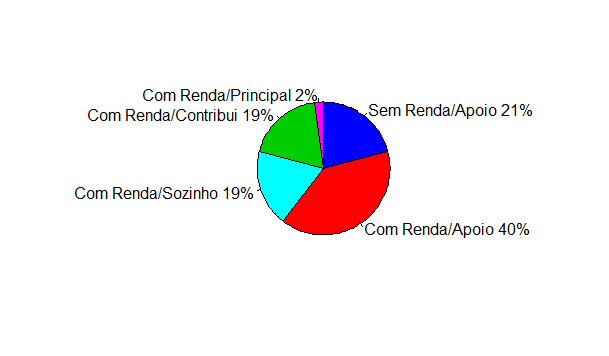 Com Renda/Principal 2%
Com Renda/Contribui 19%
Sem Renda/Apoio 21%
Com Renda/Sozinho 19%
Com Renda/Apoio 40%